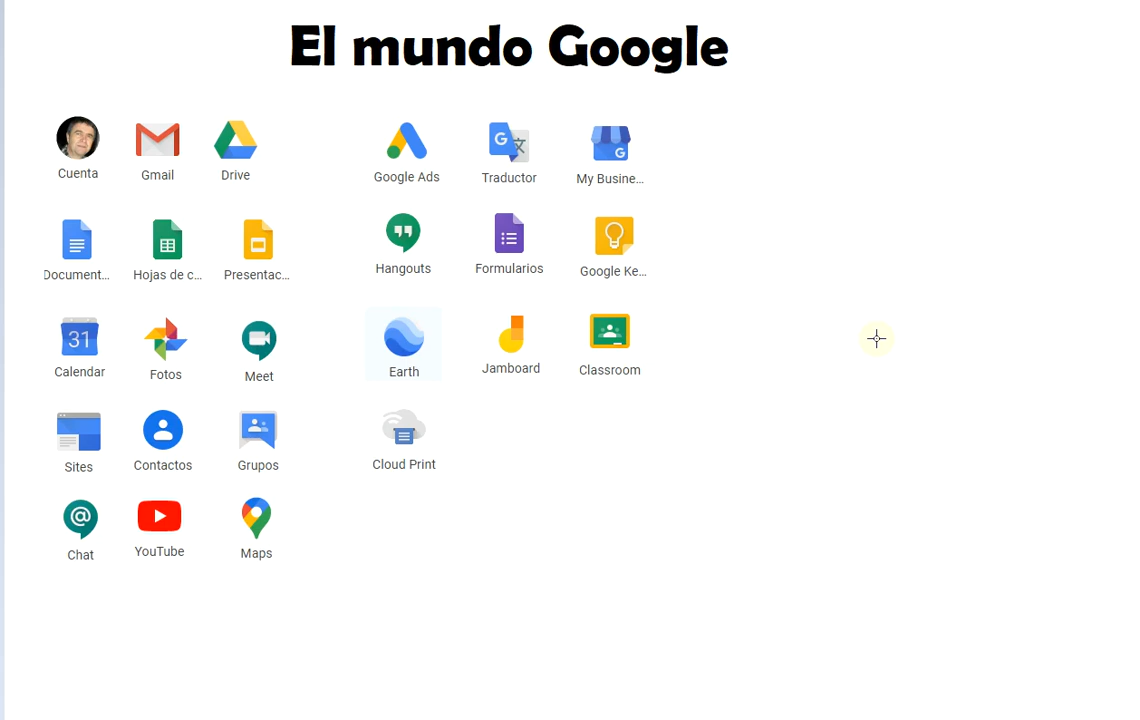 El mundo Google
Cuenta Gmail Drive
Google Ads Traductor My Busine...
Document... Hojas de c... Presentac...
Hangouts Formularios Google Ke...
31
Calendar Fotos Meet
Earth Jamboard Classroom
Sites Contactos Grupos
Cloud Print
Chat YouTube Maps